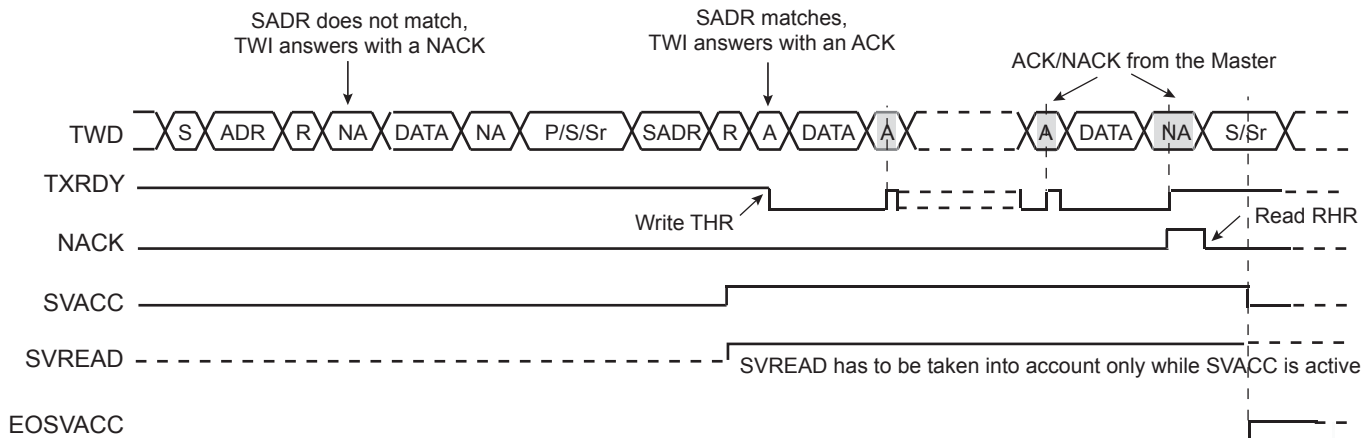 SADR does not match,
TWI answers with a NACK
SADR matches,
TWI answers with an ACK
ACK/NACK from the Master
TWD S ADR R NA DATA NA P/S/Sr SADR R A DATA A A DATA NA S/Sr
TXRDY
Write THR
Read RHR
NACK
SVACC
SVREAD
SVREAD has to be taken into account only while SVACC is active
EOSVACC